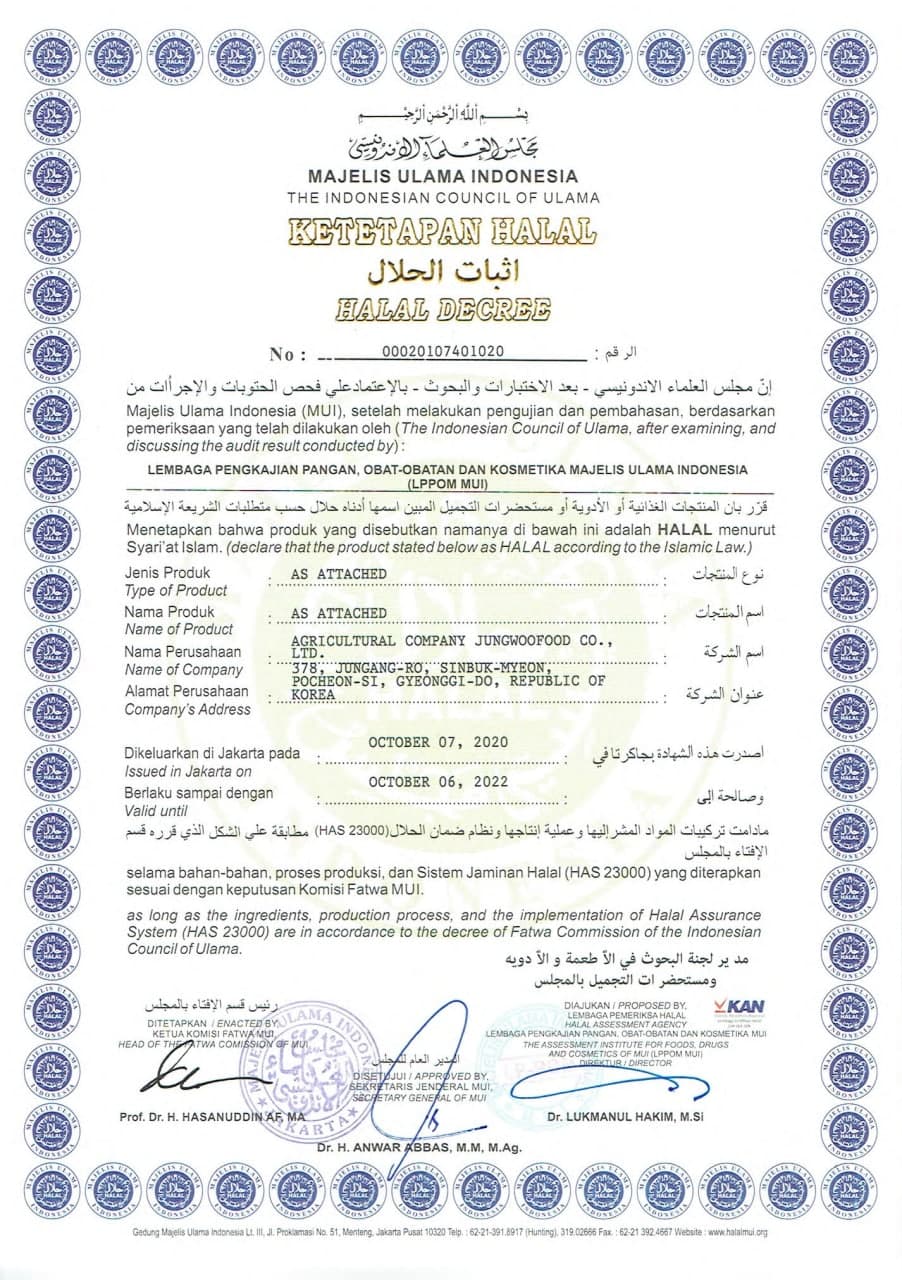 بِسْمِ اللهِ الرَّحْمٰنِ الرَّحِيْمِ
مجلس العلماء الاندونيسي
MAJELIS ULAMA INDONESIA
THE INDONESIAN COUNCIL OF ULAMA
KETETAPAN HALAL
اثبات الحلال
HALAL DECREE
No : 00020107401020 الرقم :
إنّ مجلس العلماء الاندونيسي - بعد الاختبارات والبحوث - بالإعتمادعلي فحص الحتوبات والإجرأات من
Majelis Ulama Indonesia (MUI), setelah melakukan pengujian dan pembahasan, berdasarkan
pemeriksaan yang telah dilakukan oleh (The Indonesian Council of Ulama, after examining, and
discussing the audit result conducted by) :
LEMBAGA PENGKAJIAN PANGAN, OBAT-OBATAN DAN KOSMETIKA MAJELIS ULAMA INDONESIA
(LPPOM MUI)
قرّر بان المنتجات الغذائية أو الأدوية أو مستحضرات التجميل المبين اسمها أدناه حلال حسب متطلبات الشريعة الإسلامية
Menetapkan bahwa produk yang disebutkan namanya di bawah ini adalah HALAL menurut
Syari'at Islam. (declare that the product stated below as HALAL according to the Islamic Law.)
Jenis Produk : AS ATTACHED : نوع المنتجات
Type of Product
Nama Produk : AS ATTACHED : اسم المنتجات
Name of Product
AGRICULTURAL COMPANY JUNGWOOFOOD CO.,
Nama Perusahaan : LTD. : اسم الشركة
Name of Company 378, JUNGANG-RO, SINBUK-MYEON,
POCHEON-SI, GYEONGGI-DO, REPUBLIC OF
Alamat Perusahaan : KOREA : عنوان الشركة
Company's Address
OCTOBER 07, 2020
Dikeluarkan di Jakarta pada : : اصدرت هذه الشهادة بجاكرتا في
Issued in Jakarta on
OCTOBER 06, 2022
Berlaku sampai dengan : : وصالحة إلى
Valid until
مادامت تركيبات المواد المشرإليها وعملية إنتاجها ونظام ضمان الحلال(HAS 23000) مطابقة علي الشكل الذي قرره قسم
الإفتاء بالمجلس
selama bahan-bahan, proses produksi, dan Sistem Jaminan Halal (HAS 23000) yang diterapkan
sesuai dengan keputusan Komisi Fatwa MUI.
as long as the ingredients, production process, and the implementation of Halal Assurance
System (HAS 23000) are in accordance to the decree of Fatwa Commission of the Indonesian
Council of Ulama.
مدير لجنة البحوث في الأ طعمة و الأ دويه
ومستحضر ات التجميل بالمجلس
رئيس قسم الإفتاء بالمجلس
DITETAPKAN / ENACTED BY,
KETUA KOMISI FATWA MUI,
HEAD OF THE FATWA COMISSION OF MUI
Prof. Dr. H. HASANUDDIN AF, MA
المدير العام للمجلس
DISETUJUI / APPROVED BY,
SEKRETARIS JENDERAL MUI,
SECRETARY GENERAL OF MUI
Dr. H. ANWAR ABBAS, M.M, M.Ag.
DIAJUKAN / PROPOSED BY,
LEMBAGA PEMERIKSA HALAL
HALAL ASSESSMENT AGENCY
LEMBAGA PENGKAJIAN PANGAN, OBAT-OBATAN DAN KOSMETIKA MUI
THE ASSESSMENT INSTITUTE FOR FOODS, DRUGS
AND COSMETICS OF MUI (LPPOM MUI)
DIREKTUR / DIRECTOR
KAN
Dr. LUKMANUL HAKIM, M.Si
Gedung Majelis Ulama Indonesia Lt. III, Jl. Proklamasi No. 51, Menteng, Jakarta Pusat 10320 Telp. : 62-21-391.8917 (Hunting), 319.02666 Fax. : 62-21 392.4667 Website : www.halalmui.org